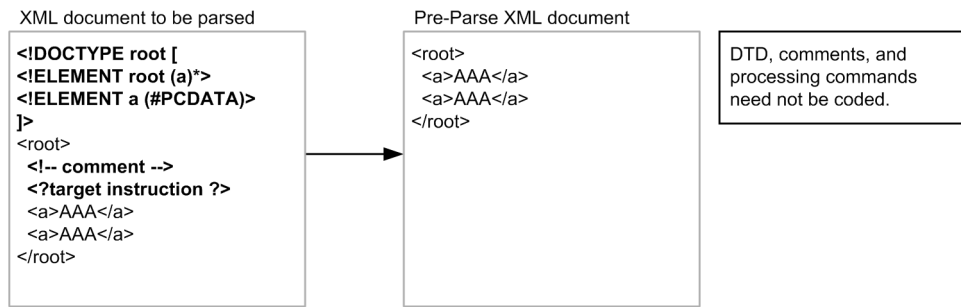 XML document to be parsed
<!DOCTYPE root [
<!ELEMENT root (a)*>
<!ELEMENT a (#PCDATA)>
]>
<root>
<!-- comment -->
<?target instruction ?>
<a>AAA</a>
<a>AAA</a>
</root>
Pre-Parse XML document
<root>
<a>AAA</a>
<a>AAA</a>
</root>
DTD, comments, and
processing commands
need not be coded.